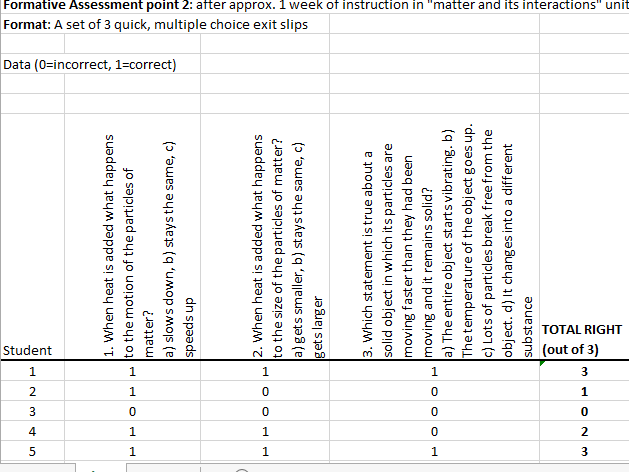 Formative Assessment point 2: after approx. 1 week of instruction in "matter and its interactions" unit
Format: A set of 3 quick, multiple choice exit slips
Data (0=incorrect, 1=correct)
Student
1. When heat is added what happens
to the motion of the particles of
matter?
a) slows down, b) stays the same, c)
speeds up
2. When heat is added what happens
to the size of the particles of matter?
a) gets smaller, b) stays the same, c)
gets larger
3. Which statement is true about a
solid object in which its particles are
moving faster than they had been
moving and it remains solid?
a) The entire object starts vibrating. b)
The temperature of the object goes up.
c) Lots of particles break free from the
object. d) It changes into a different
substance
TOTAL RIGHT
(out of 3)
1 1 1 1 3
2 1 0 0 1
3 0 0 0 0
4 1 1 0 2
5 1 1 1 3